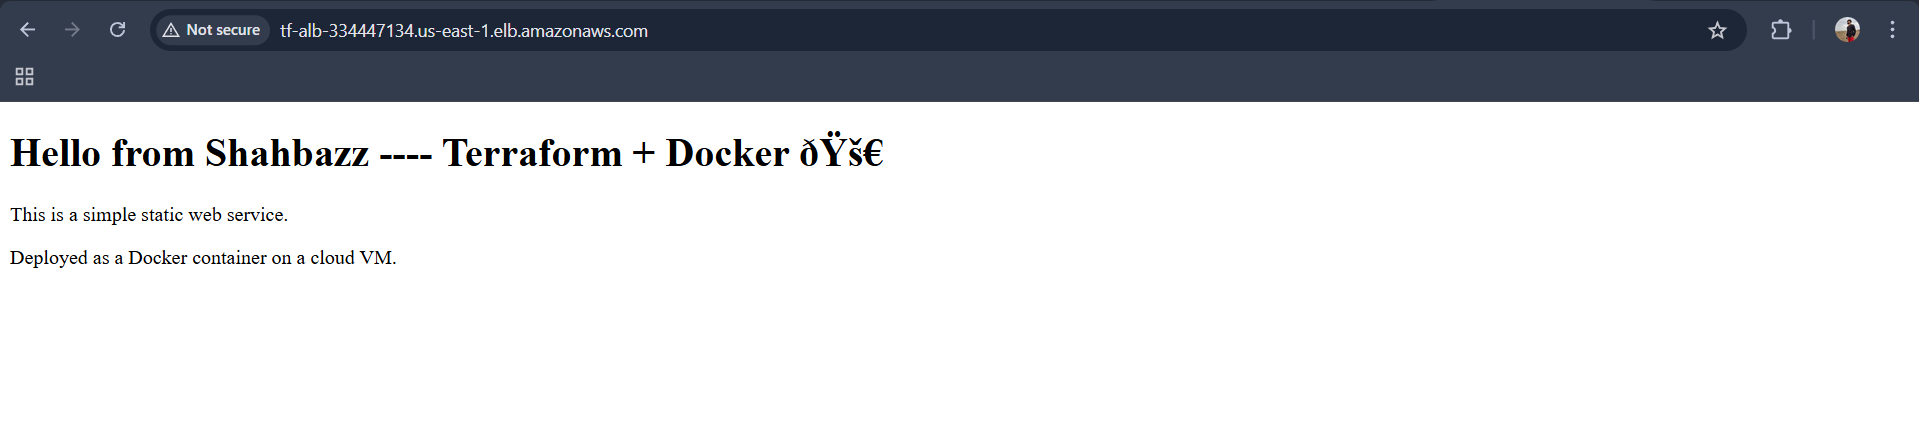 Not secure
tf-alb-334447134.us-east-1.elb.amazonaws.com
Hello from Shahbazz ---- Terraform + Docker ðŸš€
This is a simple static web service.
Deployed as a Docker container on a cloud VM.